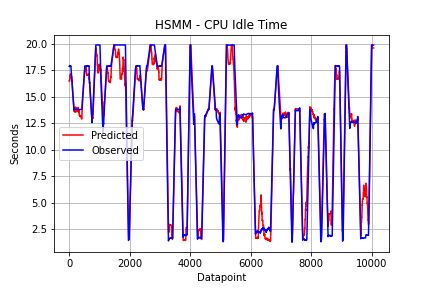 HSMM - CPU Idle Time
20.0
17.5
15.0
12.5
10.0
7.5
5.0
2.5
Seconds
Predicted
Observed
0 2000 4000 6000 8000 10000
Datapoint